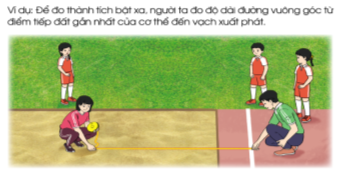 Ví dụ: Để đo thành tích bật xa, người ta đo độ dài đường vuông góc từ
điểm tiếp đất gần nhất của cơ thể đến vạch xuất phát.